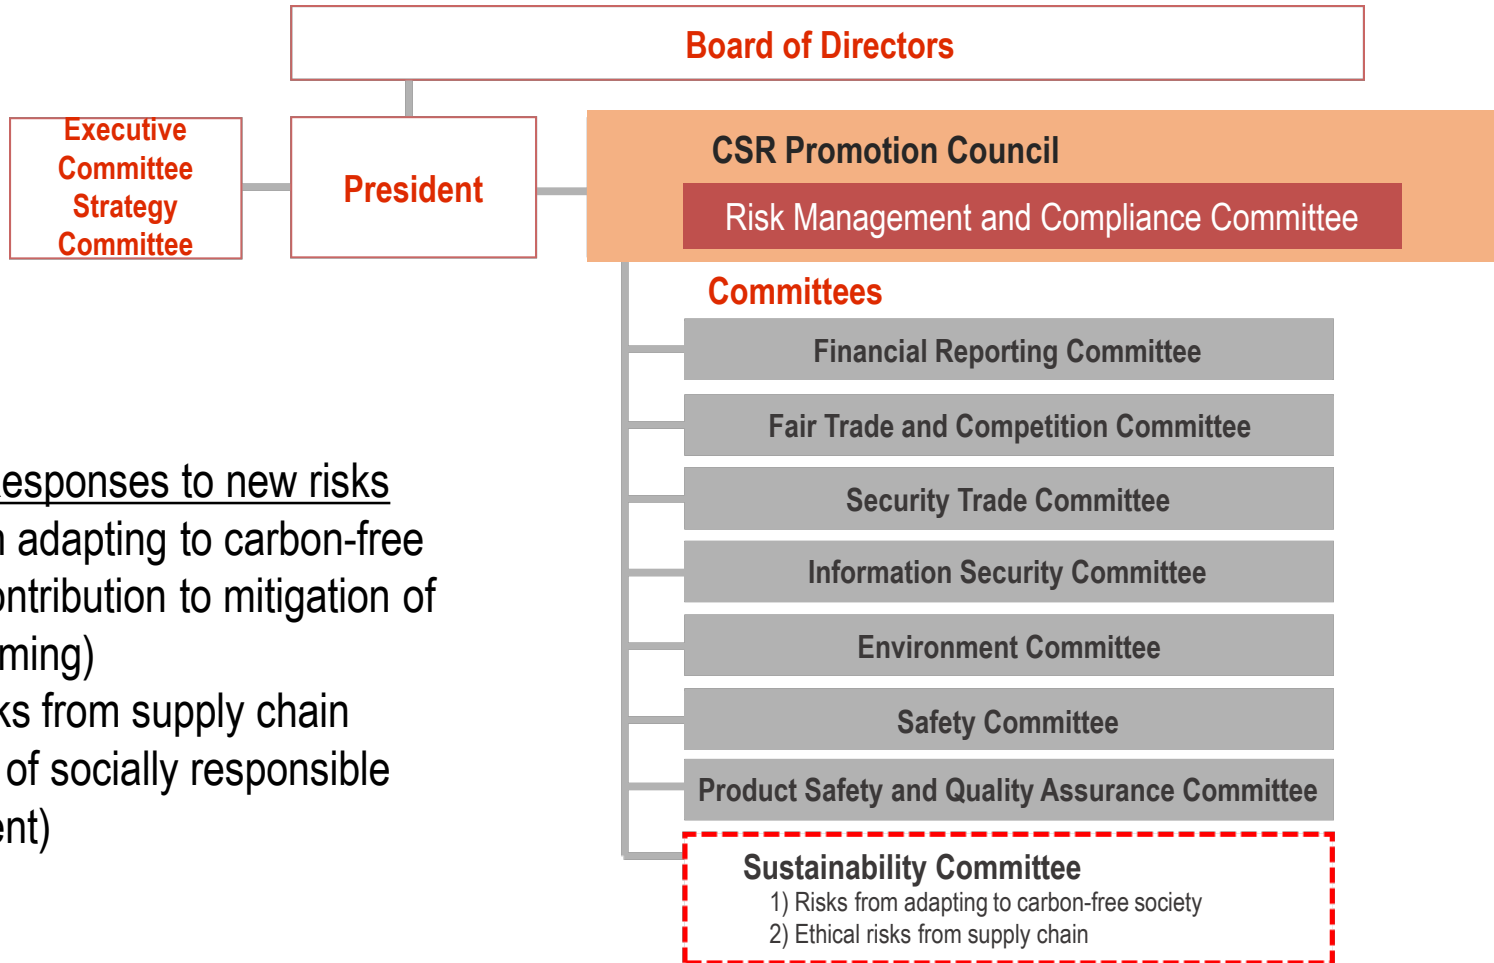 Board of Directors
Executive
Committee
Strategy
Committee
President
CSR Promotion Council
Risk Management and Compliance Committee
Committees
Financial Reporting Committee
Fair Trade and Competition Committee
Security Trade Committee
Information Security Committee
Environment Committee
Safety Committee
Product Safety and Quality Assurance Committee
Sustainability Committee
1) Risks from adapting to carbon-free society
2) Ethical risks from supply chain
esponses to new risks
adapting to carbon-free
ontribution to mitigation of
ming)
ks from supply chain
of socially responsible
ent)